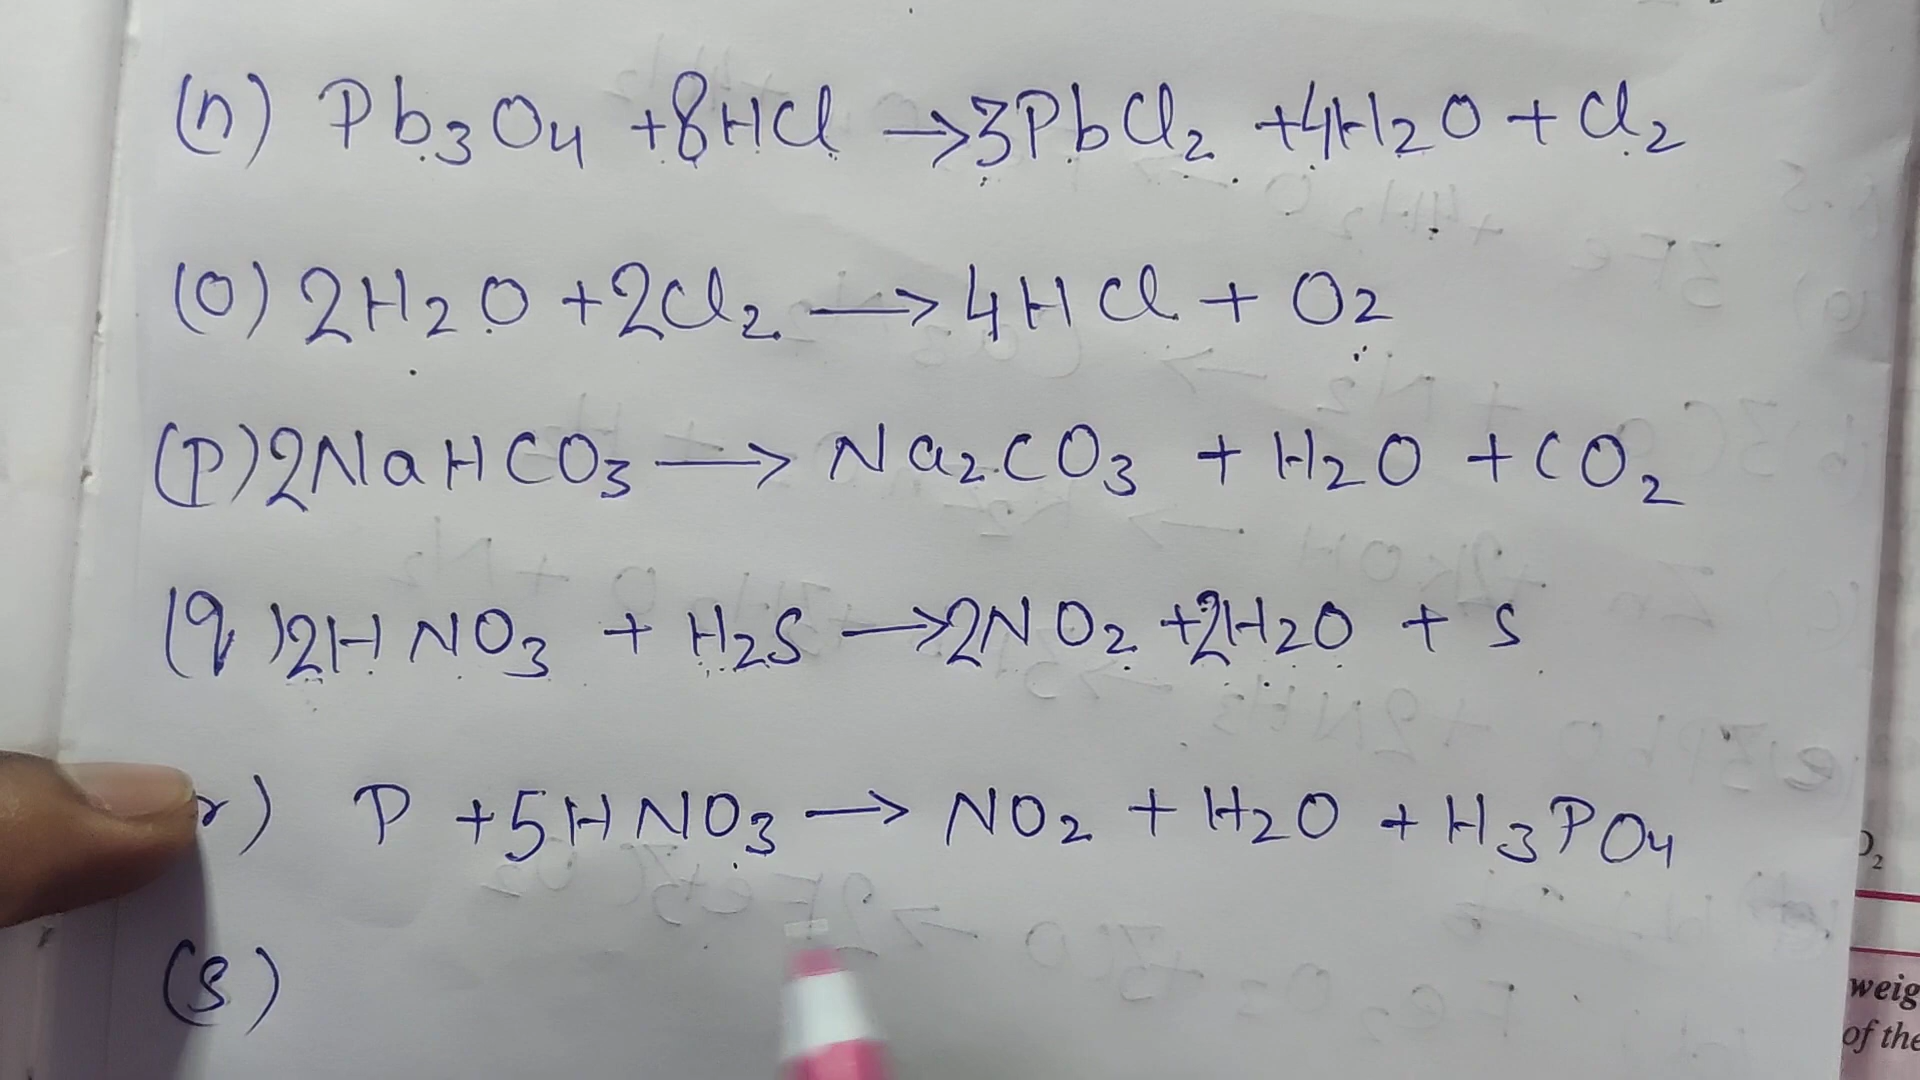 (n) Pb₃O₄ +8HCl →3PbCl₂ +4H₂O + Cl₂
(o) 2H₂O +2Cl₂ → 4HCl + O₂
(p) 2NaHCO₃ → Na₂CO₃ + H₂O + CO₂
(q) 2HNO₃ + H₂S →2NO₂ +2H₂O + S
r) P +5HNO₃ → NO₂ + H₂O + H₃PO₄
(s)
O₂
weig
of the